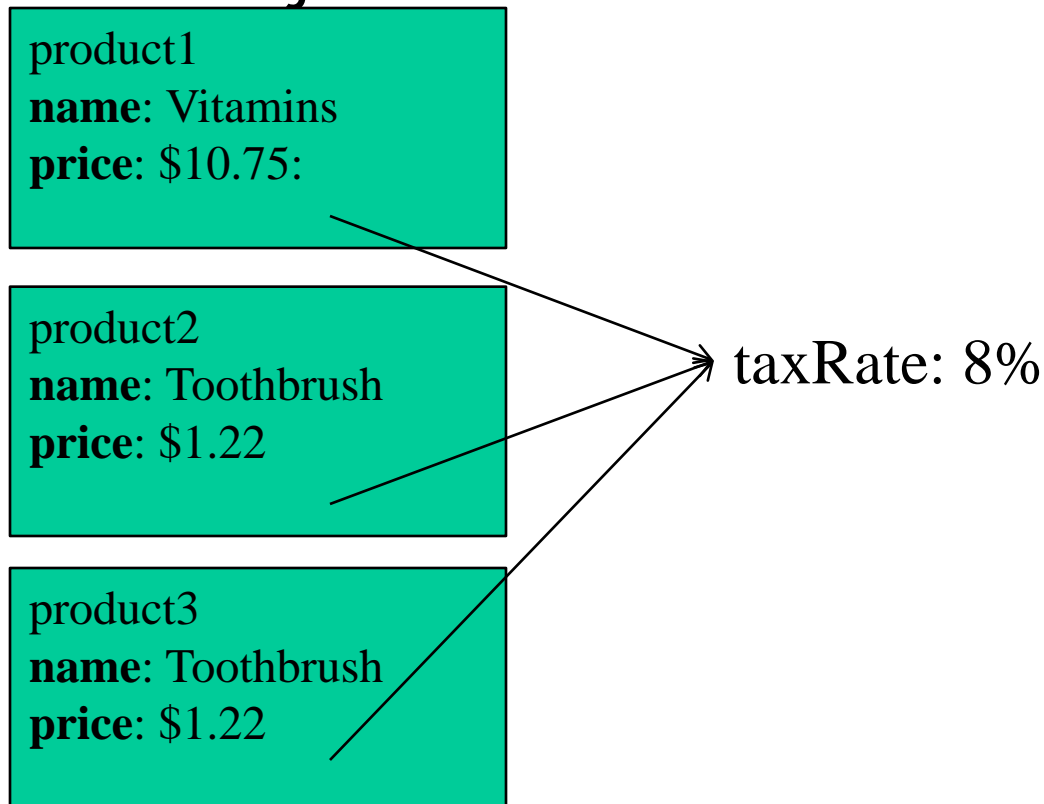 product1
name: Vitamins
price: $10.75:
product2
name: Toothbrush
price: $1.22
taxRate: 8%
product3
name: Toothbrush
price: $1.22